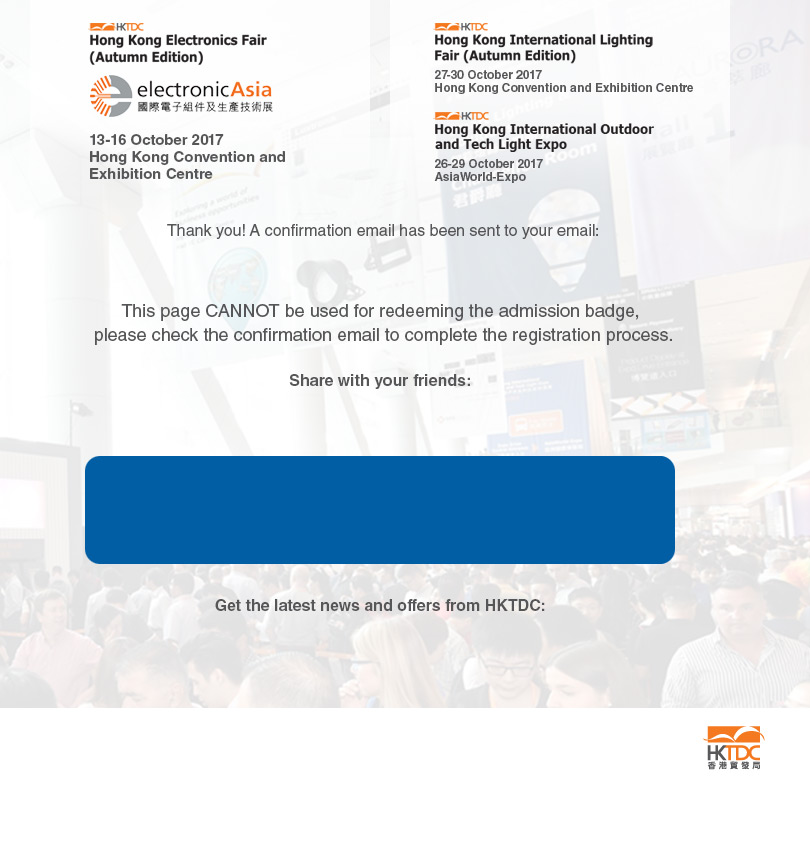 HKTDC
Hong Kong Electronics Fair
(Autumn Edition)
electronicAsia
國際電子組件及生產技術展
13-16 October 2017
Hong Kong Convention and
Exhibition Centre
HKTDC
Hong Kong International Lighting
Fair (Autumn Edition)
27-30 October 2017
Hong Kong Convention and Exhibition Centre
HKTDC
Hong Kong International Outdoor
and Tech Light Expo
26-29 October 2017
AsiaWorld-Expo
Thank you! A confirmation email has been sent to your email:
This page CANNOT be used for redeeming the admission badge,
please check the confirmation email to complete the registration process.
Share with your friends:
Get the latest news and offers from HKTDC:
HKTDC
香港貿發局